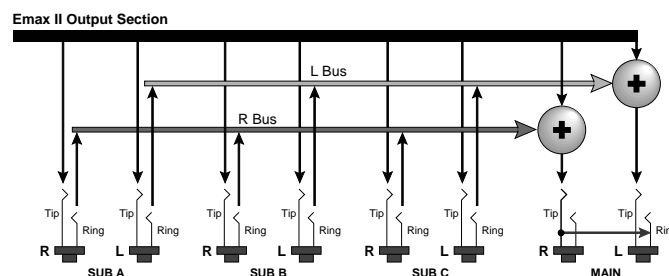 Emax II Output Section
L Bus
R Bus
Tip Ring Tip Ring Tip Ring Tip Ring Tip Ring Tip Ring Tip Ring Tip Rin
R L R L R L R L
SUB A SUB B SUB C MAIN